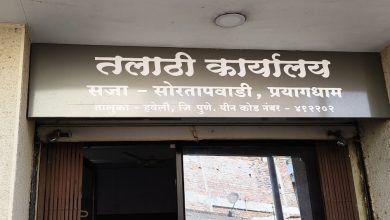 तलाठी कार्यालय
सजा - सोरतापवाडी, प्रयागधाम
तालुका - हवेली, जि पुणे. पीन कोड नंबर - ४१२२०२